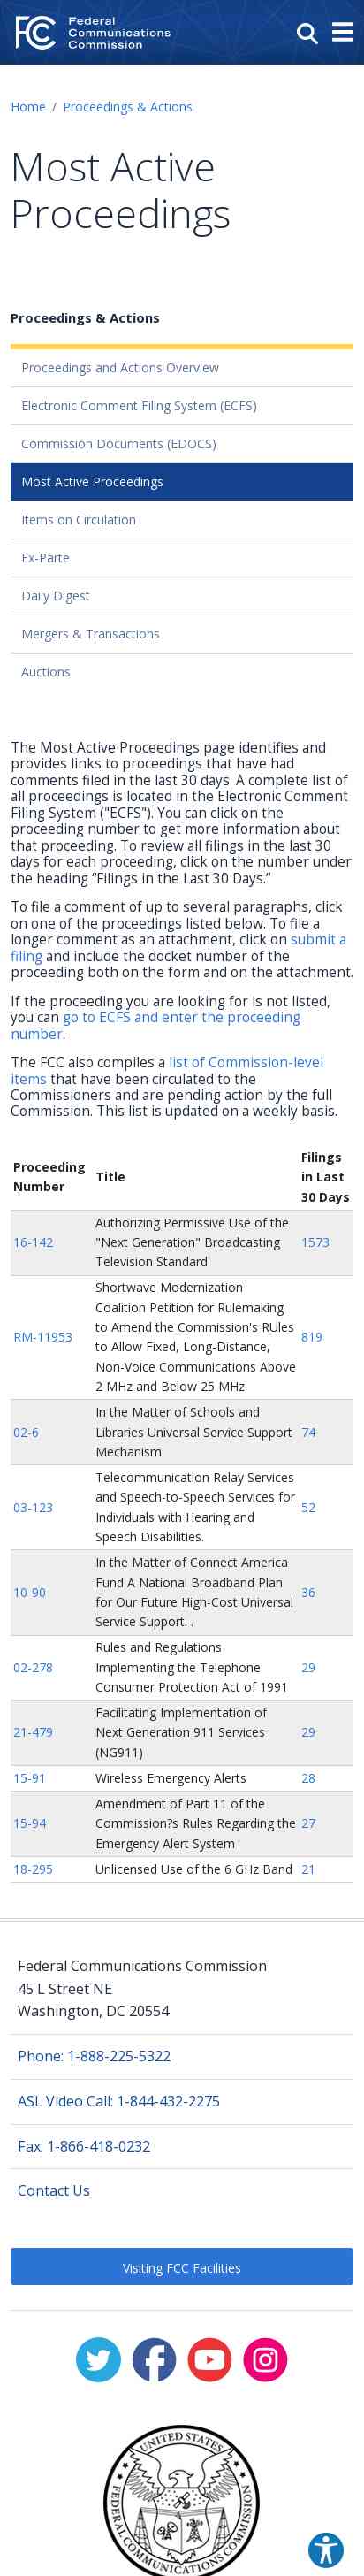 Federal
Communications
Commission
Home / Proceedings & Actions
Most Active
Proceedings
Proceedings & Actions
Proceedings and Actions Overview
Electronic Comment Filing System (ECFS)
Commission Documents (EDOCS)
Most Active Proceedings
Items on Circulation
Ex-Parte
Daily Digest
Mergers & Transactions
Auctions
The Most Active Proceedings page identifies and
provides links to proceedings that have had
comments filed in the last 30 days. A complete list of
all proceedings is located in the Electronic Comment
Filing System ("ECFS"). You can click on the
proceeding number to get more information about
that proceeding. To review all filings in the last 30
days for each proceeding, click on the number under
the heading “Filings in the Last 30 Days.”
To file a comment of up to several paragraphs, click
on one of the proceedings listed below. To file a
longer comment as an attachment, click on submit a
filing and include the docket number of the
proceeding both on the form and on the attachment.
If the proceeding you are looking for is not listed,
you can go to ECFS and enter the proceeding
number.
The FCC also compiles a list of Commission-level
items that have been circulated to the
Commissioners and are pending action by the full
Commission. This list is updated on a weekly basis.
Proceeding
Number
Title
Filings
in Last
30 Days
16-142
Authorizing Permissive Use of the
"Next Generation" Broadcasting
Television Standard
1573
RM-11953
Shortwave Modernization
Coalition Petition for Rulemaking
to Amend the Commission's RUles
to Allow Fixed, Long-Distance,
Non-Voice Communications Above
2 MHz and Below 25 MHz
819
02-6
In the Matter of Schools and
Libraries Universal Service Support
Mechanism
74
03-123
Telecommunication Relay Services
and Speech-to-Speech Services for
Individuals with Hearing and
Speech Disabilities.
52
10-90
In the Matter of Connect America
Fund A National Broadband Plan
for Our Future High-Cost Universal
Service Support. .
36
02-278
Rules and Regulations
Implementing the Telephone
Consumer Protection Act of 1991
29
21-479
Facilitating Implementation of
Next Generation 911 Services
(NG911)
29
15-91
Wireless Emergency Alerts
28
15-94
Amendment of Part 11 of the
Commission?s Rules Regarding the
Emergency Alert System
27
18-295
Unlicensed Use of the 6 GHz Band
21
Federal Communications Commission
45 L Street NE
Washington, DC 20554
Phone: 1-888-225-5322
ASL Video Call: 1-844-432-2275
Fax: 1-866-418-0232
Contact Us
Visiting FCC Facilities
UNITED STATES
FEDERAL COMMUNICATIONS COMMISSION